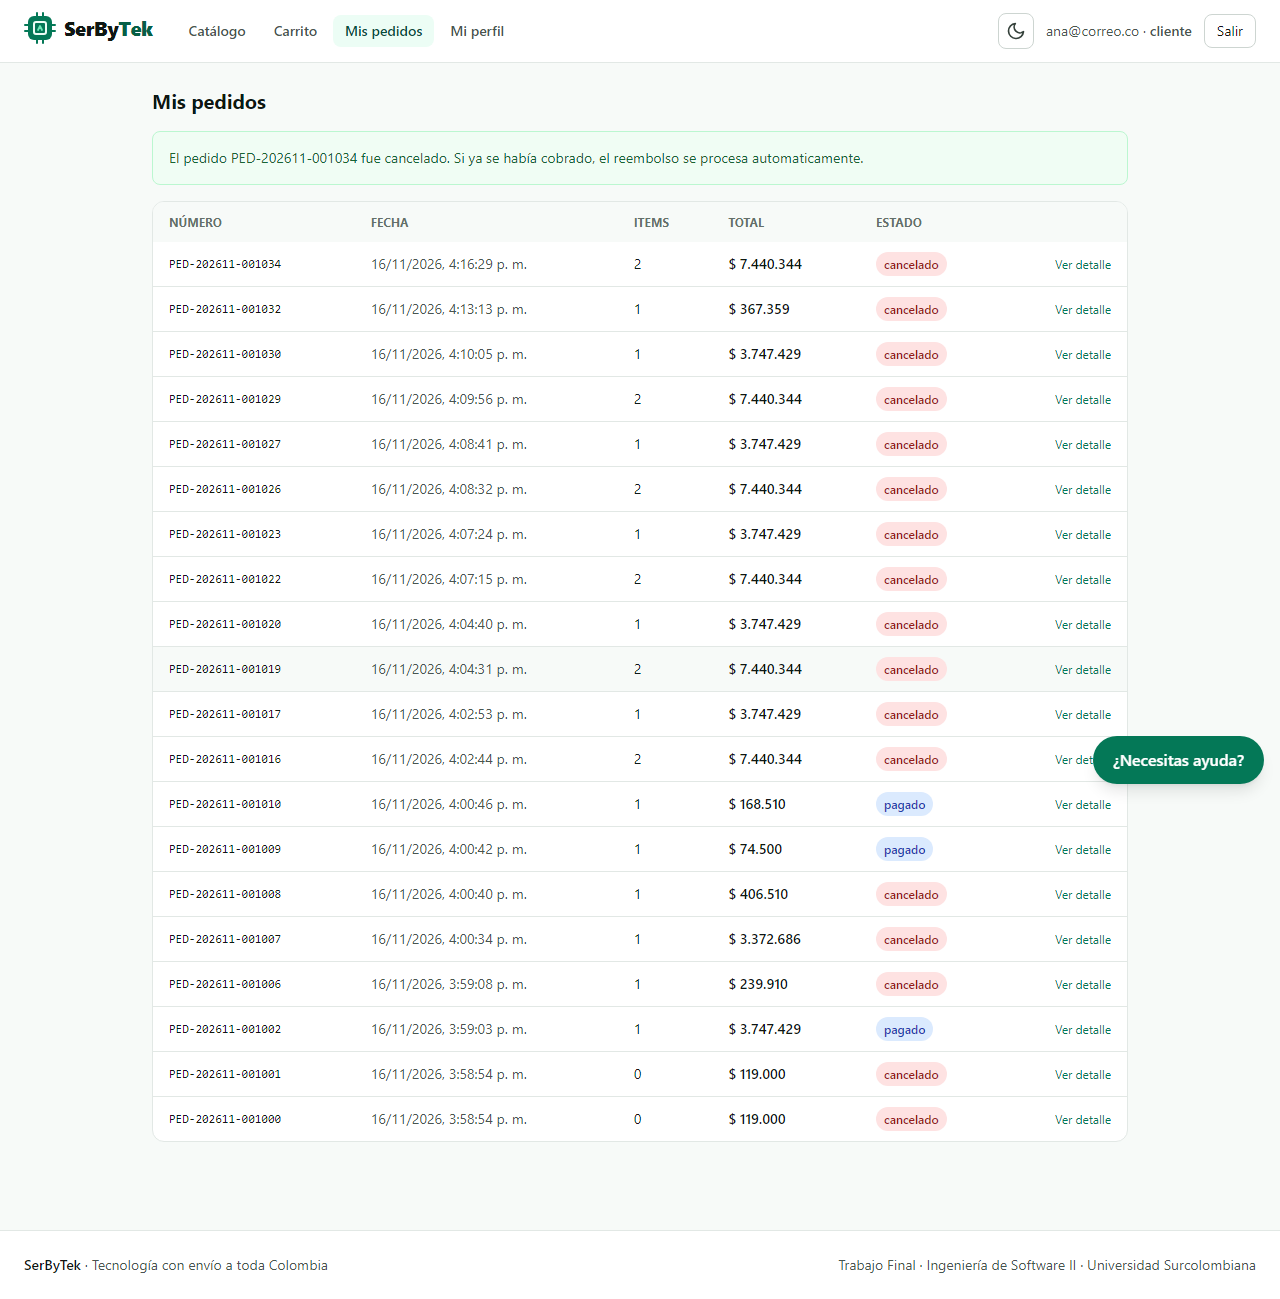 SerByTek Catálogo Carrito Mis pedidos Mi perfil ana@correo.co · cliente Salir
Mis pedidos
El pedido PED-202611-001034 fue cancelado. Si ya se había cobrado, el reembolso se procesa automaticamente.
NÚMERO FECHA ITEMS TOTAL ESTADO
PED-202611-001034 16/11/2026, 4:16:29 p. m. 2 $ 7.440.344 cancelado Ver detalle
PED-202611-001032 16/11/2026, 4:13:13 p. m. 1 $ 367.359 cancelado Ver detalle
PED-202611-001030 16/11/2026, 4:10:05 p. m. 1 $ 3.747.429 cancelado Ver detalle
PED-202611-001029 16/11/2026, 4:09:56 p. m. 2 $ 7.440.344 cancelado Ver detalle
PED-202611-001027 16/11/2026, 4:08:41 p. m. 1 $ 3.747.429 cancelado Ver detalle
PED-202611-001026 16/11/2026, 4:08:32 p. m. 2 $ 7.440.344 cancelado Ver detalle
PED-202611-001023 16/11/2026, 4:07:24 p. m. 1 $ 3.747.429 cancelado Ver detalle
PED-202611-001022 16/11/2026, 4:07:15 p. m. 2 $ 7.440.344 cancelado Ver detalle
PED-202611-001020 16/11/2026, 4:04:40 p. m. 1 $ 3.747.429 cancelado Ver detalle
PED-202611-001019 16/11/2026, 4:04:31 p. m. 2 $ 7.440.344 cancelado Ver detalle
PED-202611-001017 16/11/2026, 4:02:53 p. m. 1 $ 3.747.429 cancelado Ver detalle
PED-202611-001016 16/11/2026, 4:02:44 p. m. 2 $ 7.440.344 cancelado Ver
¿Necesitas ayuda?
PED-202611-001010 16/11/2026, 4:00:46 p. m. 1 $ 168.510 pagado Ver detalle
PED-202611-001009 16/11/2026, 4:00:42 p. m. 1 $ 74.500 pagado Ver detalle
PED-202611-001008 16/11/2026, 4:00:40 p. m. 1 $ 406.510 cancelado Ver detalle
PED-202611-001007 16/11/2026, 4:00:34 p. m. 1 $ 3.372.686 cancelado Ver detalle
PED-202611-001006 16/11/2026, 3:59:08 p. m. 1 $ 239.910 cancelado Ver detalle
PED-202611-001002 16/11/2026, 3:59:03 p. m. 1 $ 3.747.429 pagado Ver detalle
PED-202611-001001 16/11/2026, 3:58:54 p. m. 0 $ 119.000 cancelado Ver detalle
PED-202611-001000 16/11/2026, 3:58:54 p. m. 0 $ 119.000 cancelado Ver detalle
SerByTek · Tecnología con envío a toda Colombia
Trabajo Final · Ingeniería de Software II · Universidad Surcolombiana